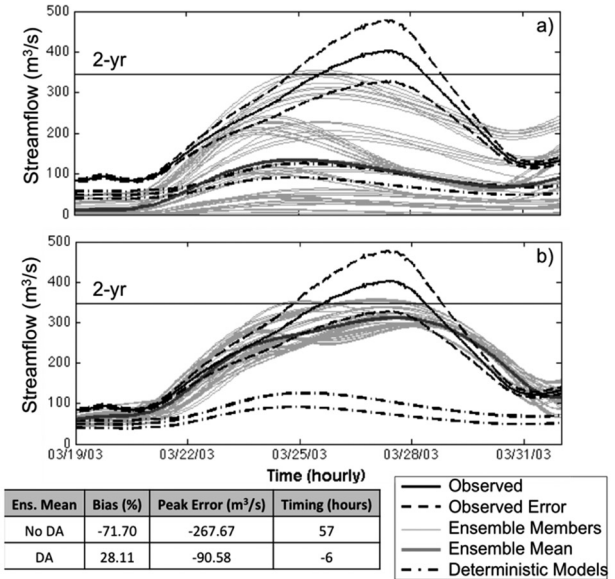 500
a)
400
2-yr
300
200
100
0
Streamflow (m³/s)
500
b)
400
2-yr
300
200
100
0
Streamflow (m³/s)
03/19/03 03/22/03 03/25/03 03/28/03 03/31/03
Time (hourly)
Ens. Mean Bias (%) Peak Error (m³/s) Timing (hours)
No DA -71.70 -267.67 57
DA 28.11 -90.58 -6
Observed
Observed Error
Ensemble Members
Ensemble Mean
Deterministic Models